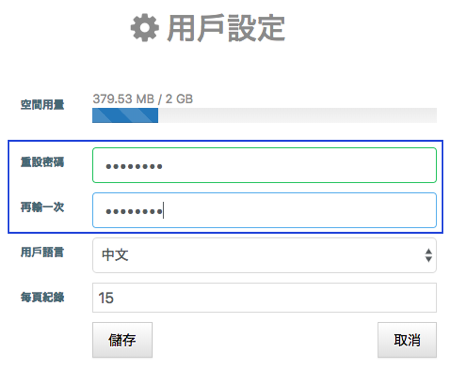 用戶設定
空間用量
379.53 MB / 2 GB
重設密碼
••••••••
再輸一次
••••••••
用戶語言
中文
每頁紀錄
15
儲存
取消